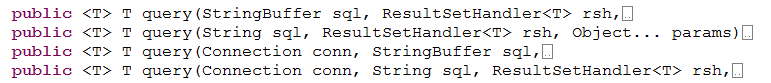 public <T> T query(StringBuffer sql, ResultSetHandler<T> rsh,
public <T> T query(String sql, ResultSetHandler<T> rsh, Object... params)
public <T> T query(Connection conn, StringBuffer sql,
public <T> T query(Connection conn, String sql, ResultSetHandler<T> rsh,